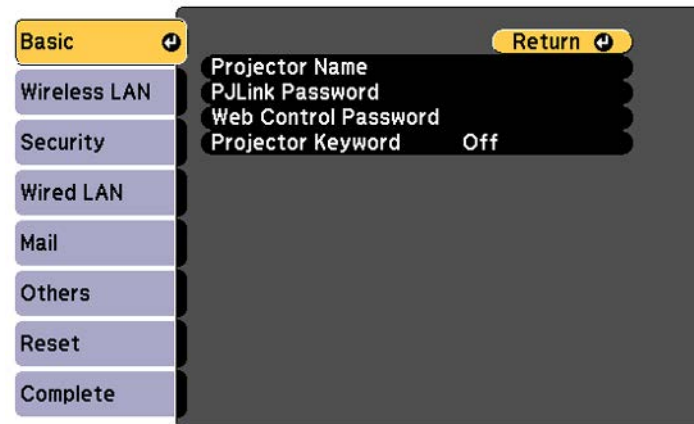 Basic
Wireless LAN
Security
Wired LAN
Mail
Others
Reset
Complete
Return
Projector Name
PJLink Password
Web Control Password
Projector Keyword Off